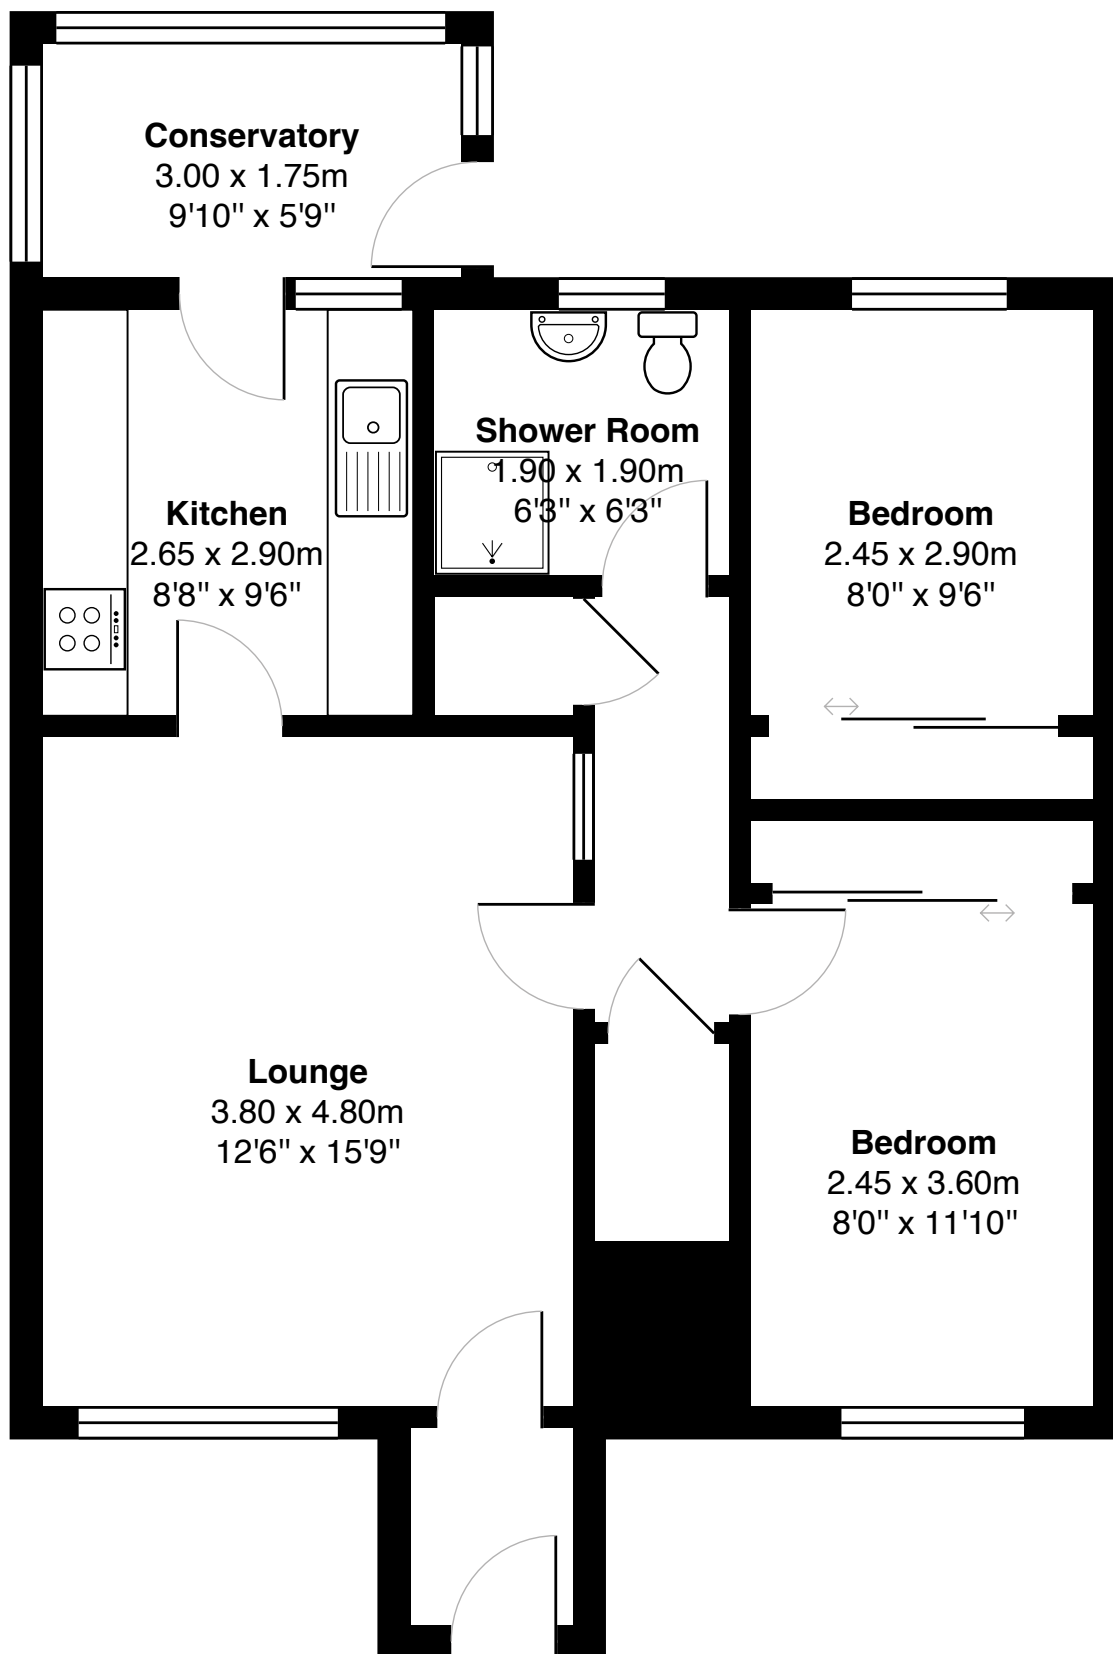 Conservatory
3.00 x 1.75m
9'10" x 5'9"
Shower Room
1.90 x 1.90m
6'3" x 6'3"
Kitchen
2.65 x 2.90m
8'8" x 9'6"
Bedroom
2.45 x 2.90m
8'0" x 9'6"
Lounge
3.80 x 4.80m
12'6" x 15'9"
Bedroom
2.45 x 3.60m
8'0" x 11'10"